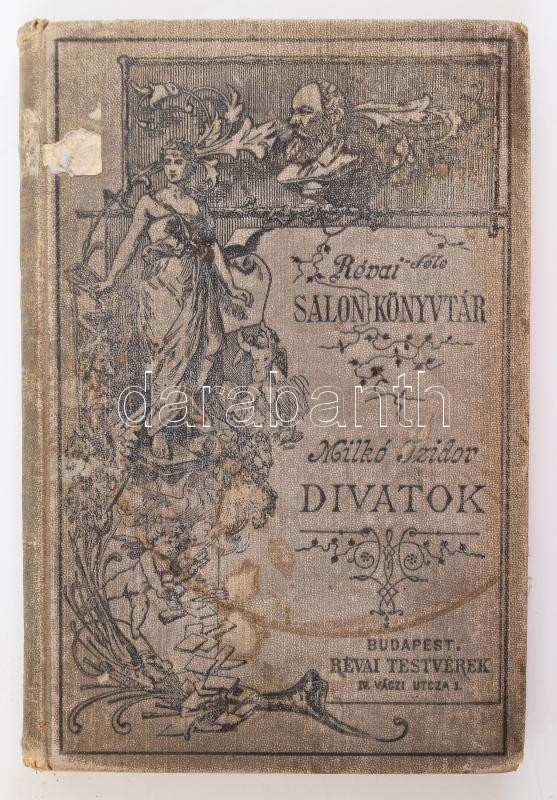 Révai-féle
SALON-KÖNYVTÁR
darabanth
Milkó Izidor
DIVATOK
BUDAPEST.
RÉVAI TESTVÉREK
IV. VÁCZI UTCZA 1.